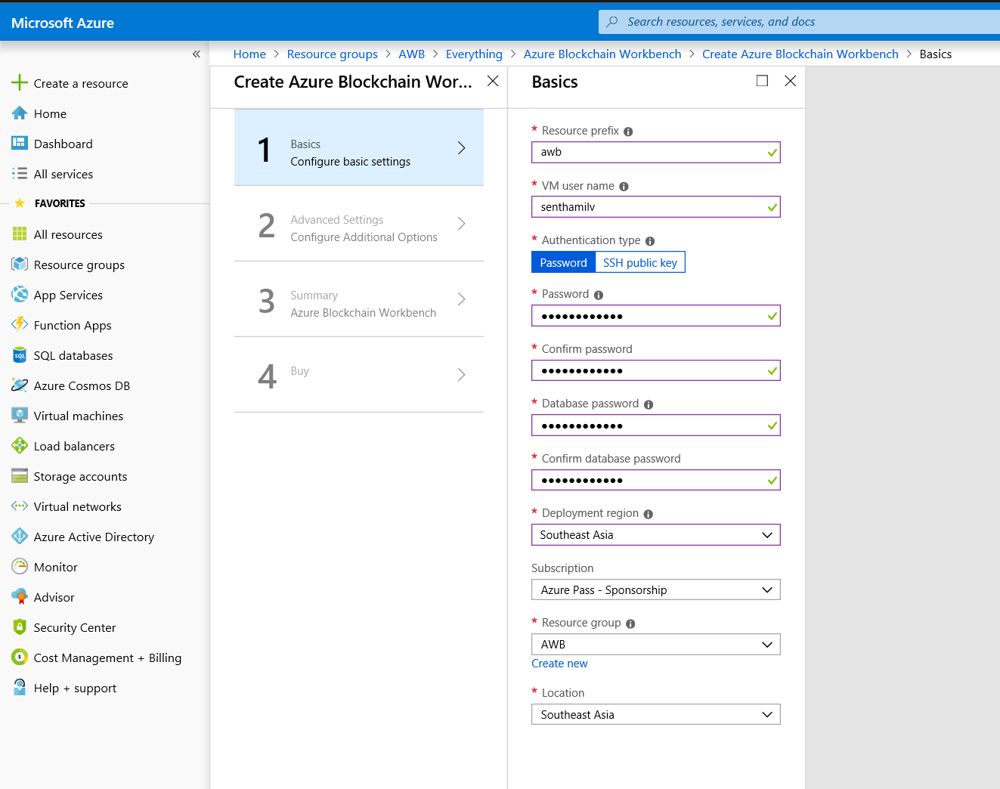 Microsoft Azure
Search resources, services, and docs
«
Home > Resource groups > AWB > Everything > Azure Blockchain Workbench > Create Azure Blockchain Workbench > Basics
Create a resource
Home
Dashboard
All services
FAVORITES
All resources
Resource groups
App Services
Function Apps
SQL databases
Azure Cosmos DB
Virtual machines
Load balancers
Storage accounts
Virtual networks
Azure Active Directory
Monitor
Advisor
Security Center
Cost Management + Billing
Help + support
Create Azure Blockchain Wor...
1
Basics
Configure basic settings
2
Advanced Settings
Configure Additional Options
3
Summary
Azure Blockchain Workbench
4
Buy
Basics
* Resource prefix
awb
* VM user name
senthamilv
* Authentication type
Password SSH public key
* Password
●●●●●●●●●●●●
* Confirm password
●●●●●●●●●●●●
* Database password
●●●●●●●●●●●●
* Confirm database password
●●●●●●●●●●●●
* Deployment region
Southeast Asia
Subscription
Azure Pass - Sponsorship
* Resource group
AWB
Create new
* Location
Southeast Asia